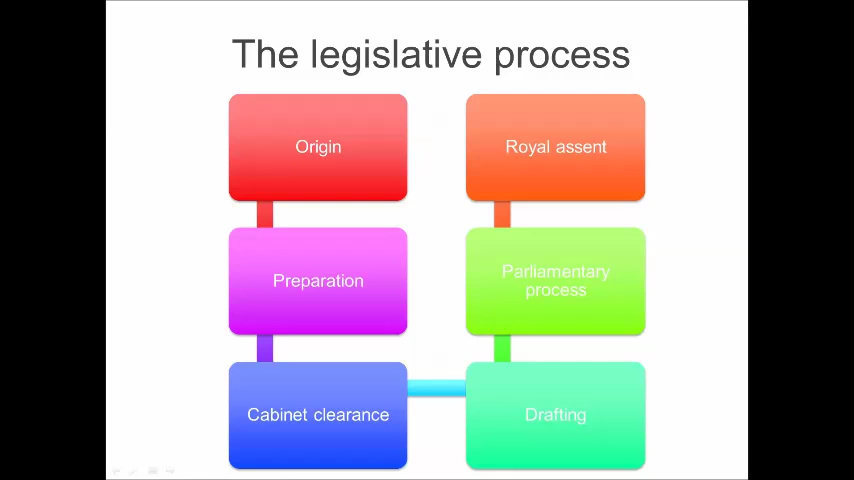 The legislative process
Origin
Preparation
Cabinet clearance
Drafting
Parliamentary
process
Royal assent